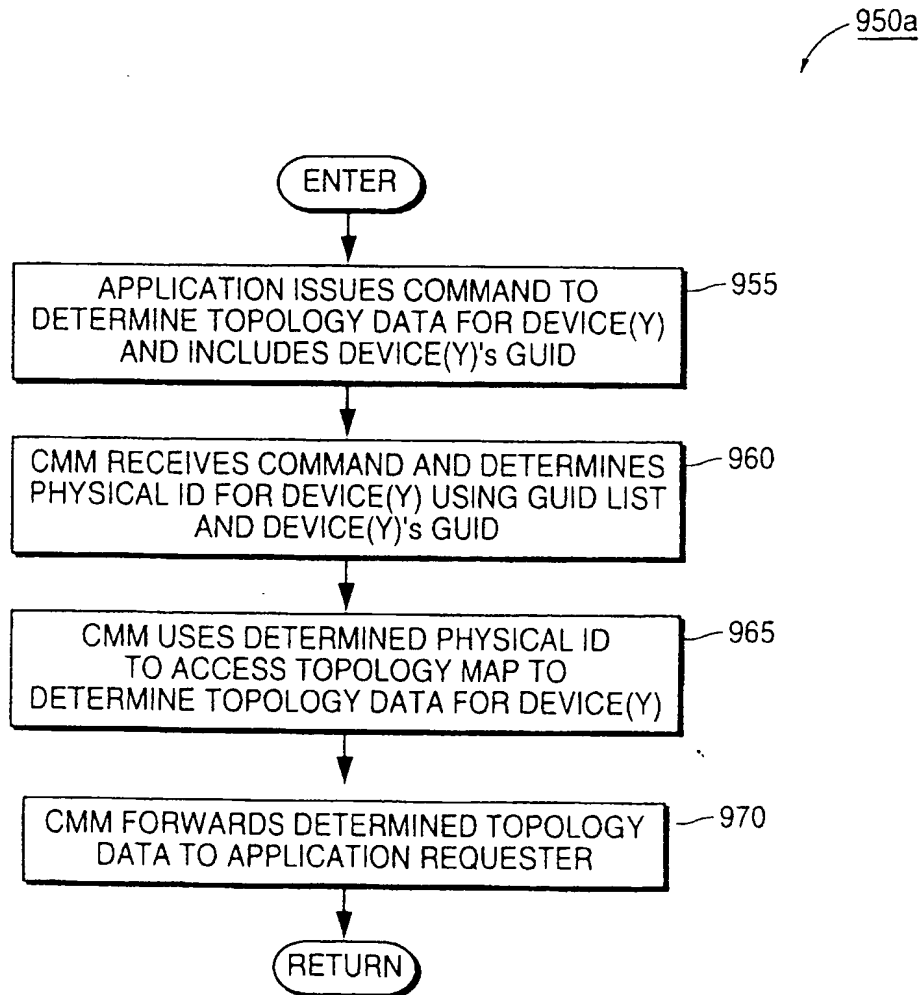 950a
ENTER
APPLICATION ISSUES COMMAND TO
DETERMINE TOPOLOGY DATA FOR DEVICE(Y)
AND INCLUDES DEVICE(Y)'s GUID
955
CMM RECEIVES COMMAND AND DETERMINES
PHYSICAL ID FOR DEVICE(Y) USING GUID LIST
AND DEVICE(Y)'s GUID
960
CMM USES DETERMINED PHYSICAL ID
TO ACCESS TOPOLOGY MAP TO
DETERMINE TOPOLOGY DATA FOR DEVICE(Y)
965
CMM FORWARDS DETERMINED TOPOLOGY
DATA TO APPLICATION REQUESTER
970
RETURN